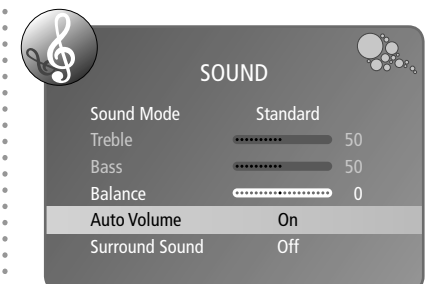 SOUND
Sound Mode Standard
Treble 50
Bass 50
Balance 0
Auto Volume On
Surround Sound Off